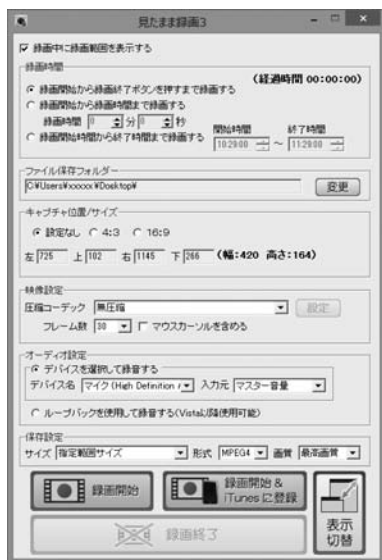 見たまま録画3
録画中に録画範囲を表示する
録画時間
(経過時間 00:00:00)
録画開始から録画終了ボタンを押すまで録画する
録画開始から録画時間まで録画する
録画時間 0 分 0 秒
開始時間 終了時間
録画開始時間から終了時間まで録画する 10:29:00 ～ 11:29:00
ファイル保存フォルダー
C:¥Users¥xxxxx¥Desktop¥ 変更
キャプチャ位置/サイズ
設定なし 4:3 16:9
左 725 上 102 右 1145 下 266 (幅:420 高さ:164)
映像設定
圧縮コーデック 無圧縮 設定
フレーム数 30 マウスカーソルを含める
オーディオ設定
デバイスを選択して録音する
デバイス名 マイク (High Definition 入力元 マスター音量
ループバックを使用して録音する(Vista以降使用可能)
保存設定
サイズ 指定範囲サイズ 形式 MPEG4 画質 最高画質
録画開始
録画開始 &
iTunes に登録
録画終了
表示
切替